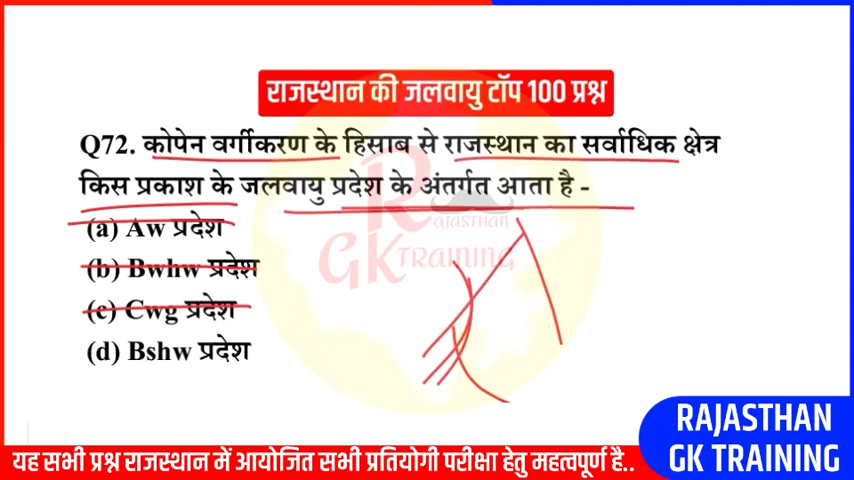 राजस्थान की जलवायु टॉप 100 प्रश्न
Q72. कोपेन वर्गीकरण के हिसाब से राजस्थान का सर्वाधिक क्षेत्र
किस प्रकाश के जलवायु प्रदेश के अंतर्गत आता है -
(a) Aw प्रदेश
(b) Bwhw प्रदेश
(c) Cwg प्रदेश
(d) Bshw प्रदेश
RAJASTHAN
GK TRAINING
RAJASTHAN
GK TRAINING
यह सभी प्रश्न राजस्थान में आयोजित सभी प्रतियोगी परीक्षा हेतु महत्वपूर्ण है..